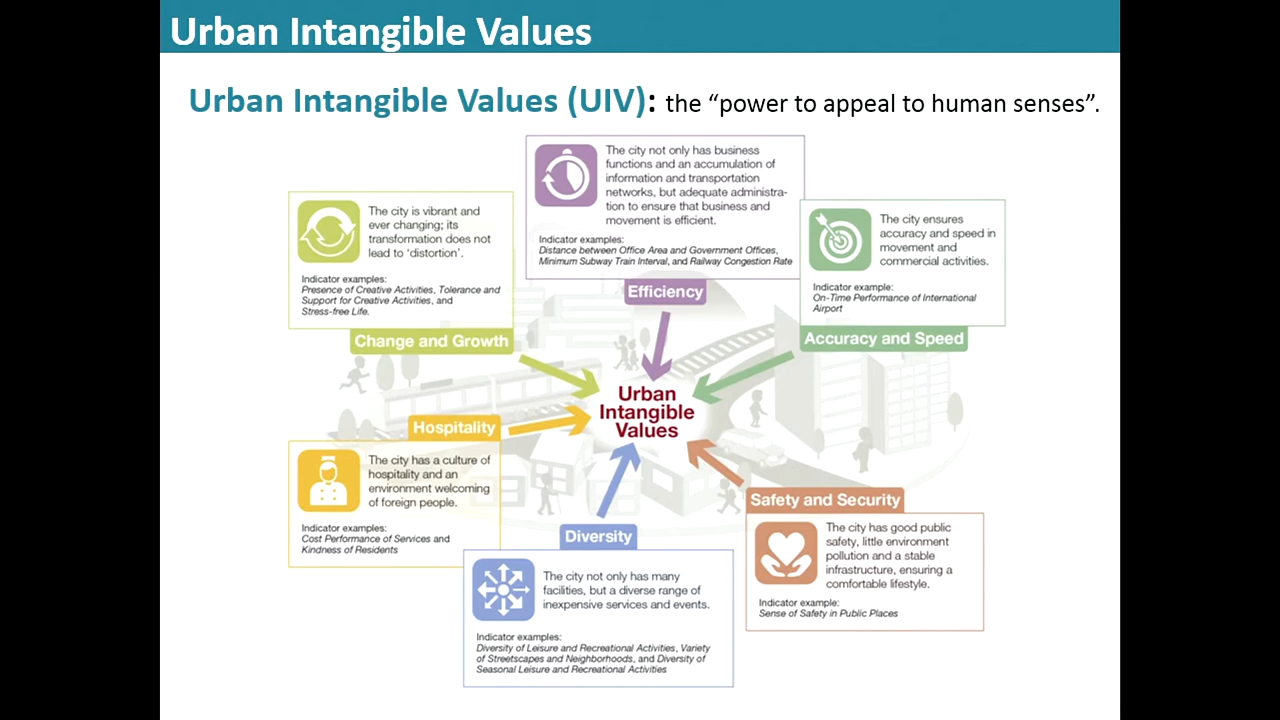 Urban Intangible Values
Urban Intangible Values (UIV): the “power to appeal to human senses”.
The city not only has business
functions and an accumulation of
information and transportation
networks, but adequate administra-
tion to ensure that business and
movement is efficient.
Indicator examples:
Distance between Office Area and Government Offices,
Minimum Subway Train Interval, and Railway Congestion Rate
Efficiency
The city is vibrant and
ever changing; its
transformation does not
lead to ‘distortion’.
Indicator examples:
Presence of Creative Activities, Tolerance and
Support for Creative Activities, and
Stress-free Life.
Change and Growth
The city ensures
accuracy and speed in
movement and
commercial activities.
Indicator example:
On-Time Performance of International
Airport
Accuracy and Speed
Urban
Intangible
Values
Hospitality
The city has a culture of
hospitality and an
environment welcoming
of foreign people.
Indicator examples:
Cost Performance of Services and
Kindness of Residents
Diversity
The city not only has many
facilities, but a diverse range of
inexpensive services and events.
Indicator examples:
Diversity of Leisure and Recreational Activities, Variety
of Streetscapes and Neighborhoods, and Diversity of
Seasonal Leisure and Recreational Activities
Safety and Security
The city has good public
safety, little environment
pollution and a stable
infrastructure, ensuring a
comfortable lifestyle.
Indicator example:
Sense of Safety in Public Places